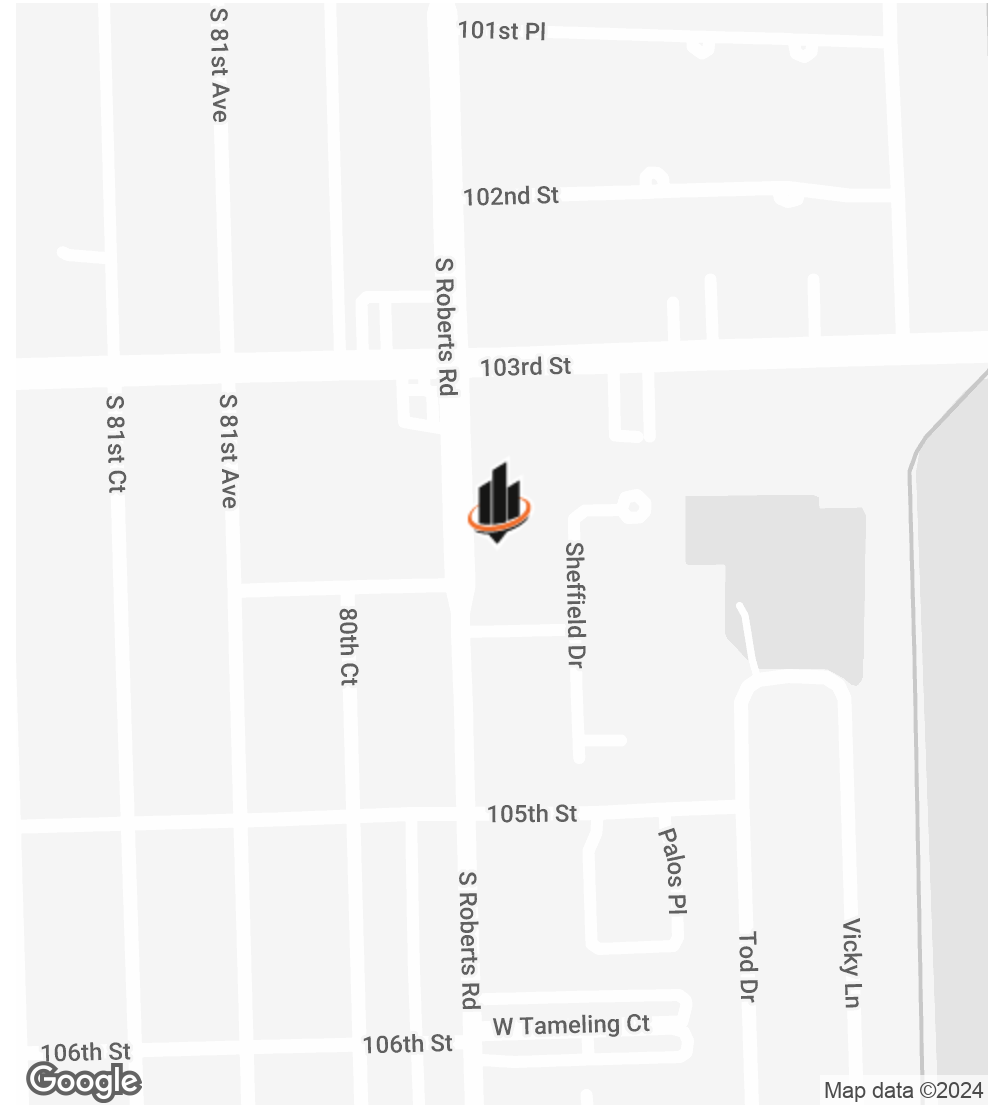 101st Pl
S 81st Ave
102nd St
S Roberts Rd
103rd St
S 81st Ct
S 81st Ave
Sheffield Dr
80th Ct
105th St
Palos Pl
S Roberts Rd
Tod Dr
Vicky Ln
W Tameling Ct
106th St
106th St
Google
Map data ©2024